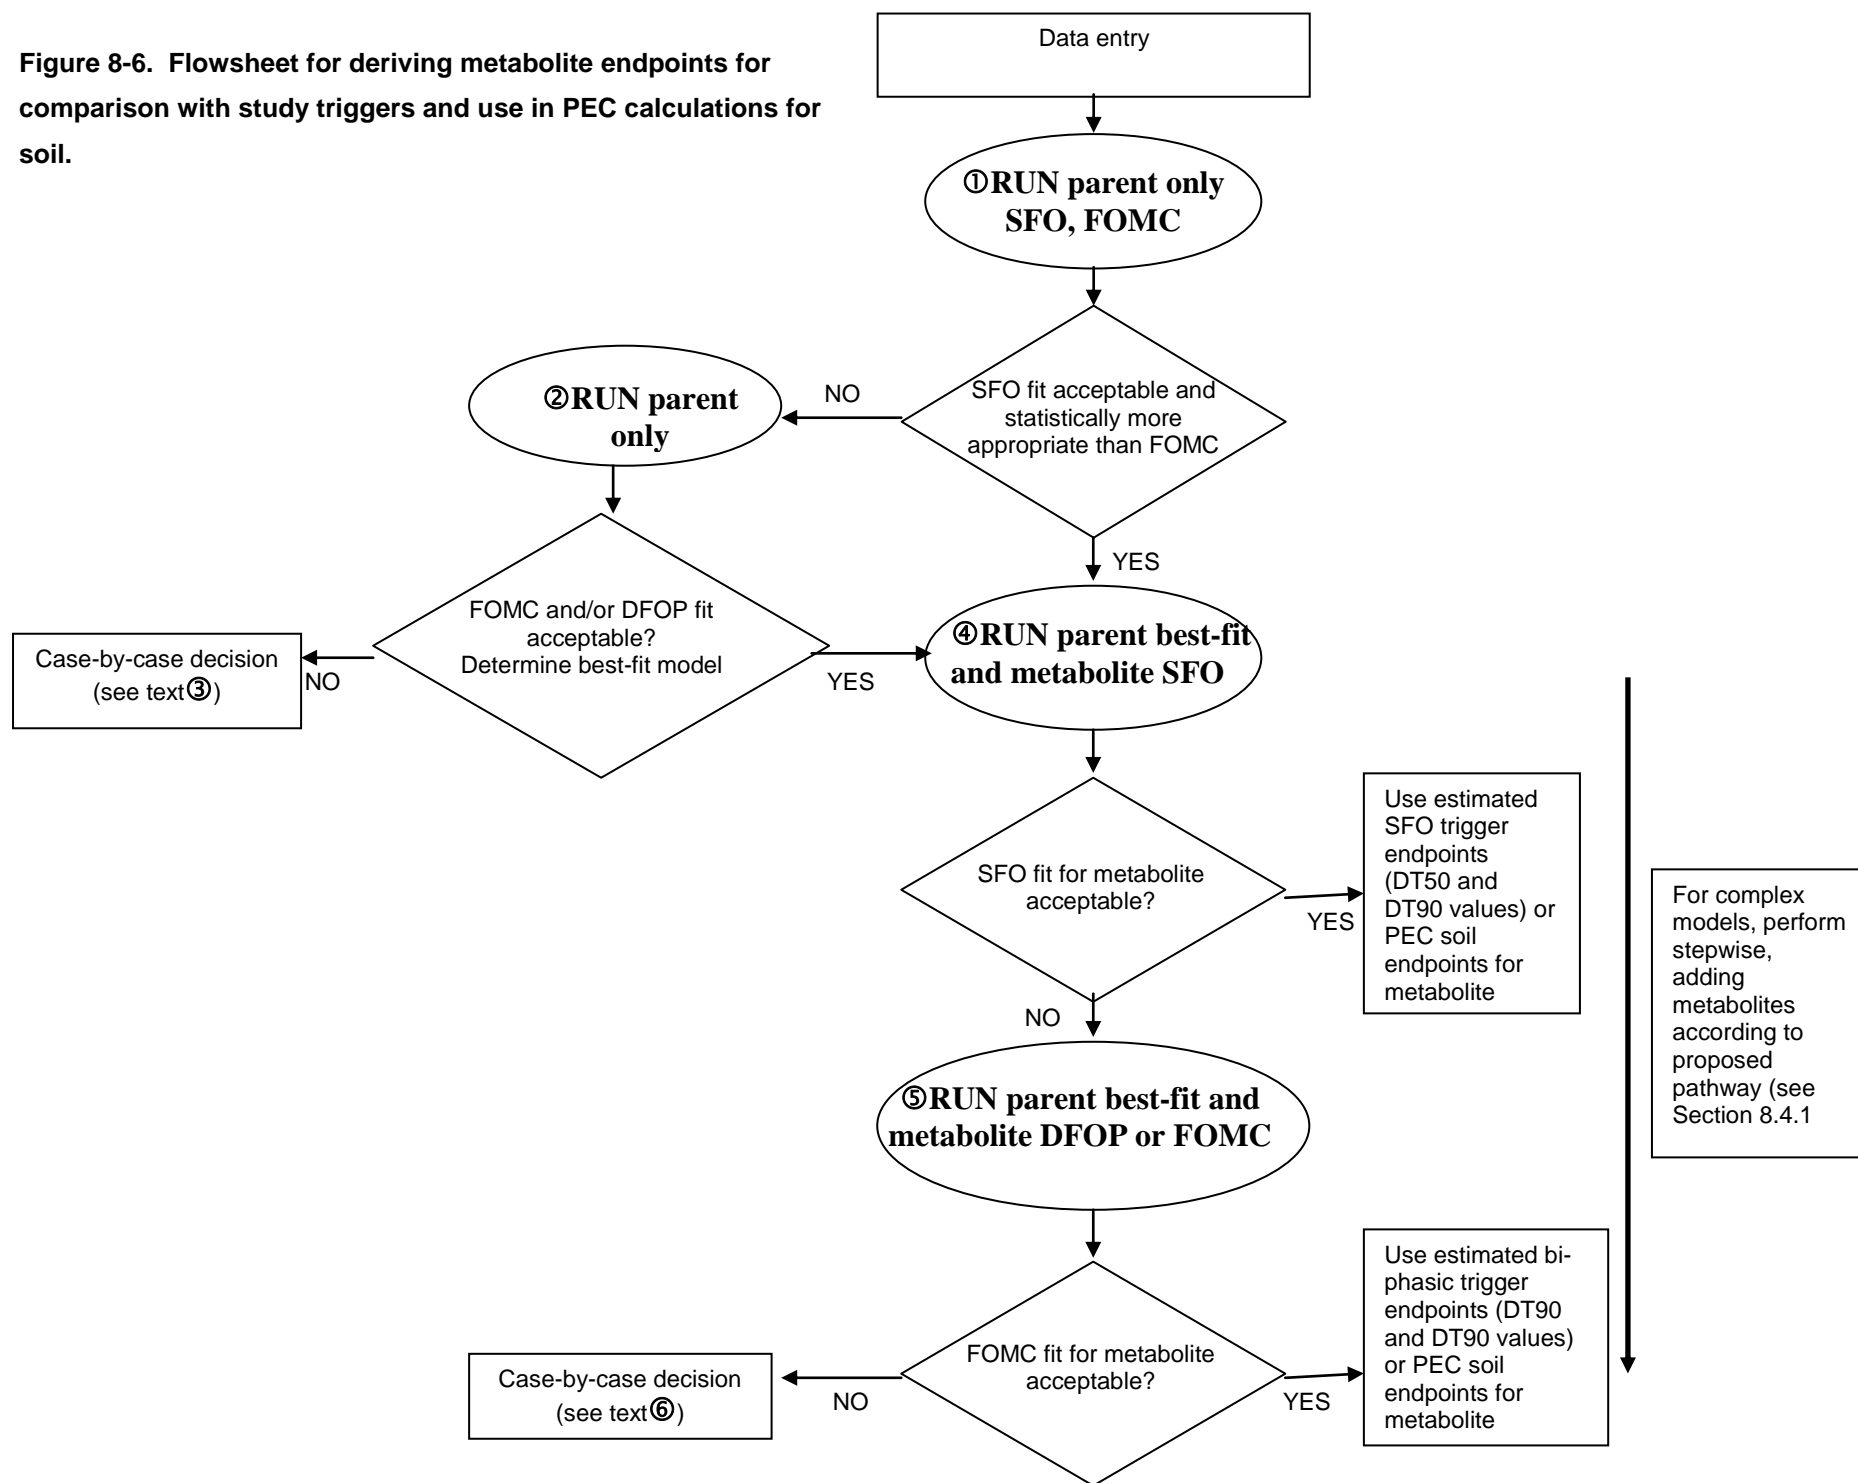 Figure 8-6. Flowsheet for deriving metabolite endpoints for
comparison with study triggers and use in PEC calculations for
soil.
Data entry
①RUN parent only
SFO, FOMC
SFO fit acceptable and
statistically more
appropriate than FOMC
NO
②RUN parent
only
YES
FOMC and/or DFOP fit
acceptable?
Determine best-fit model
NO
Case-by-case decision
(see text③)
YES
④RUN parent best-fit
and metabolite SFO
SFO fit for metabolite
acceptable?
YES
Use estimated
SFO trigger
endpoints
(DT50 and
DT90 values) or
PEC soil
endpoints for
metabolite
For complex
models, perform
stepwise,
adding
metabolites
according to
proposed
pathway (see
Section 8.4.1
NO
⑤RUN parent best-fit and
metabolite DFOP or FOMC
FOMC fit for metabolite
acceptable?
YES
Use estimated bi-
phasic trigger
endpoints (DT90
and DT90 values)
or PEC soil
endpoints for
metabolite
NO
Case-by-case decision
(see text⑥)